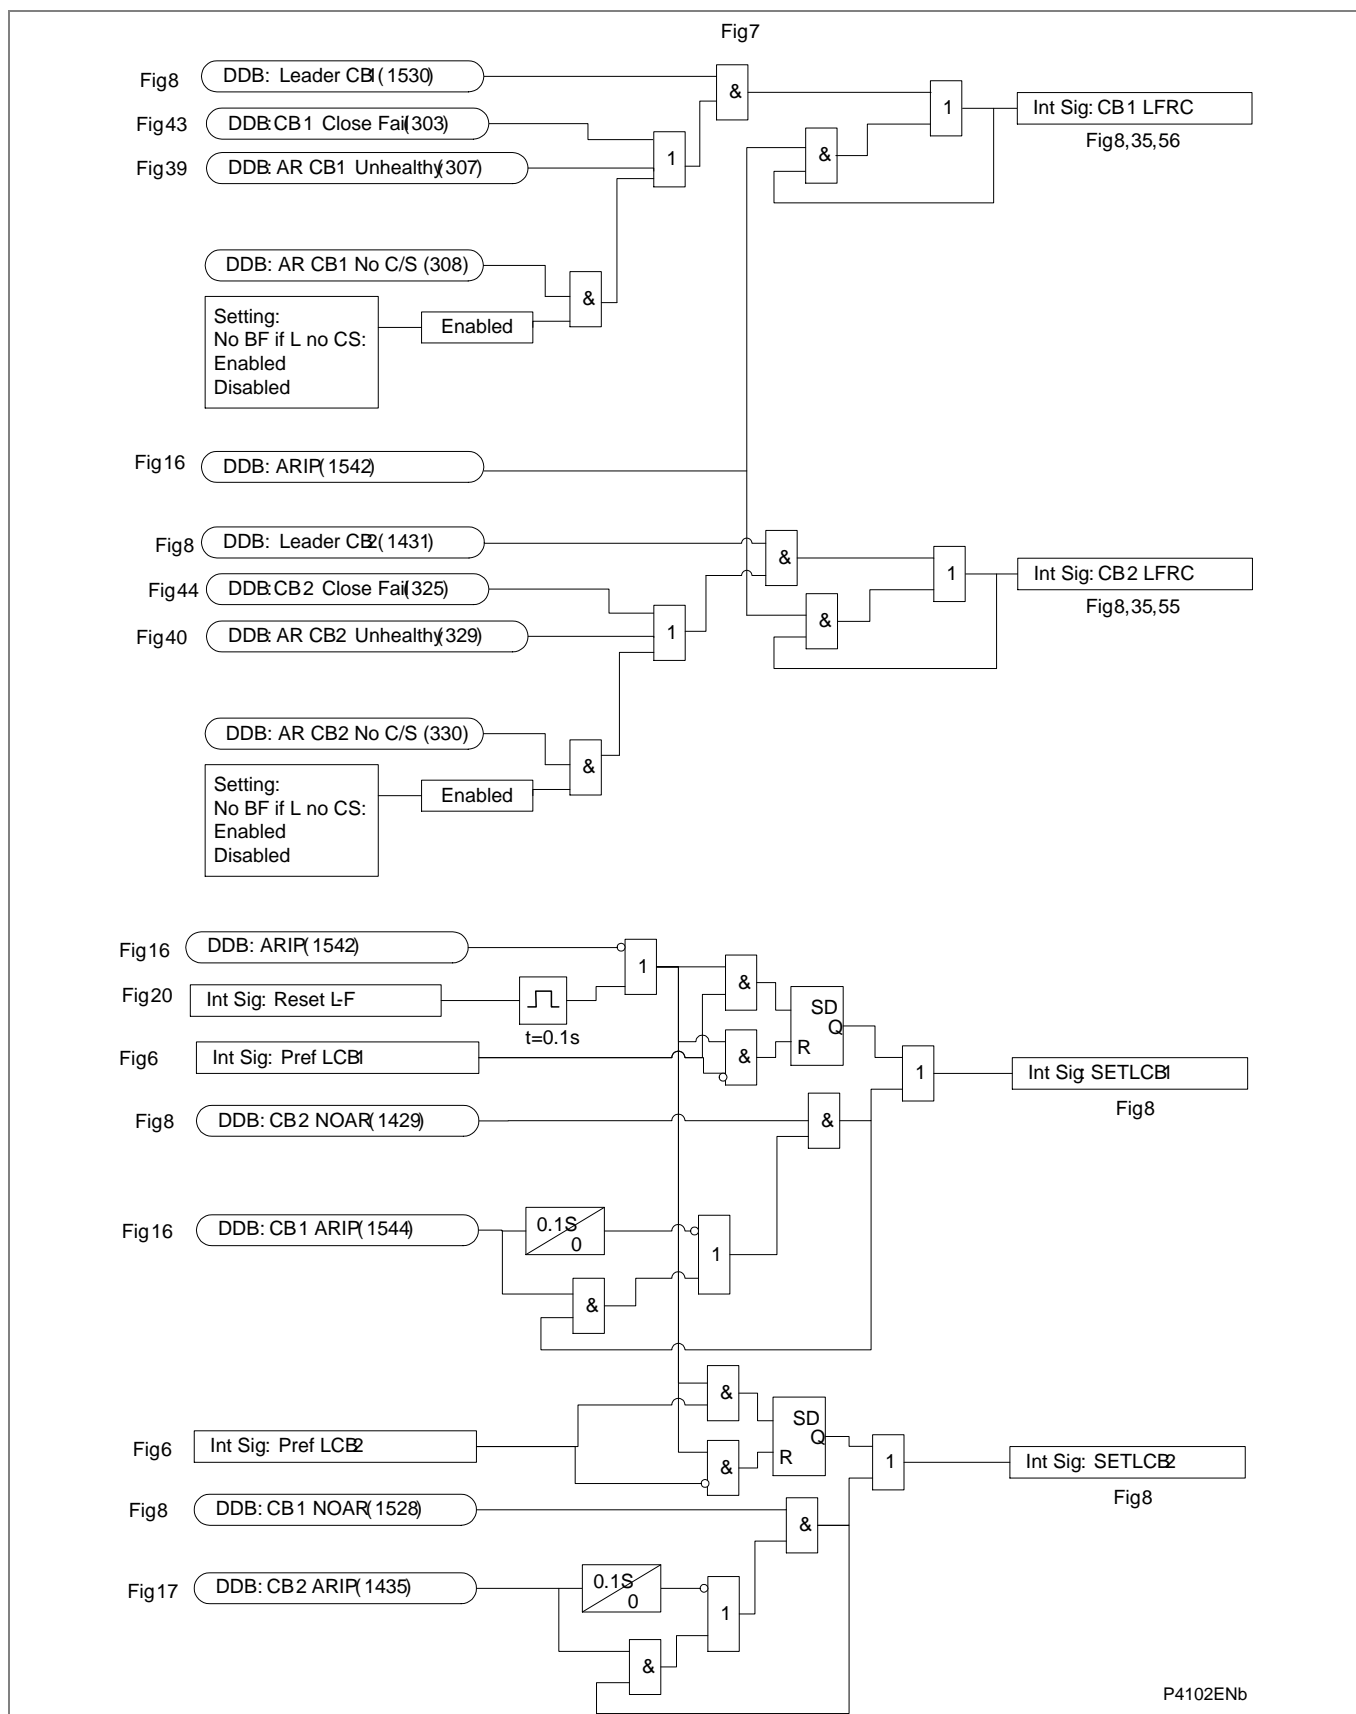 Fig7
Fig8
DDB: Leader CB1(1530)
&
Fig43
DDB:CB1 Close Fail(303)
1
Int Sig: CB1 LFRC
Fig8,35,56
&
1
Fig39
DDB: AR CB1 Unhealthy(307)
DDB: AR CB1 No C/S (308)
&
Setting:
No BF if L no CS:
Enabled
Disabled
Enabled
Fig16
DDB: ARIP(1542)
Fig8
DDB: Leader CB2(1431)
&
Fig44
DDB:CB2 Close Fail(325)
1
Int Sig: CB2 LFRC
Fig8,35,55
&
1
Fig40
DDB: AR CB2 Unhealthy(329)
DDB: AR CB2 No C/S (330)
&
Setting:
No BF if L no CS:
Enabled
Disabled
Enabled
Fig16
DDB: ARIP(1542)
1
&
Fig20
Int Sig: Reset L-F
t=0.1s
SD
Q
R
Fig6
Int Sig: Pref LCB1
&
1
Int Sig: SETLCB1
Fig8
Fig8
DDB: CB2 NOAR(1429)
&
Fig16
DDB: CB1 ARIP(1544)
0.1S
0
1
&
&
SD
Q
R
Fig6
Int Sig: Pref LCB2
&
1
Int Sig: SETLCB2
Fig8
Fig8
DDB: CB1 NOAR(1528)
&
Fig17
DDB: CB2 ARIP(1435)
0.1S
0
1
&
P4102ENb